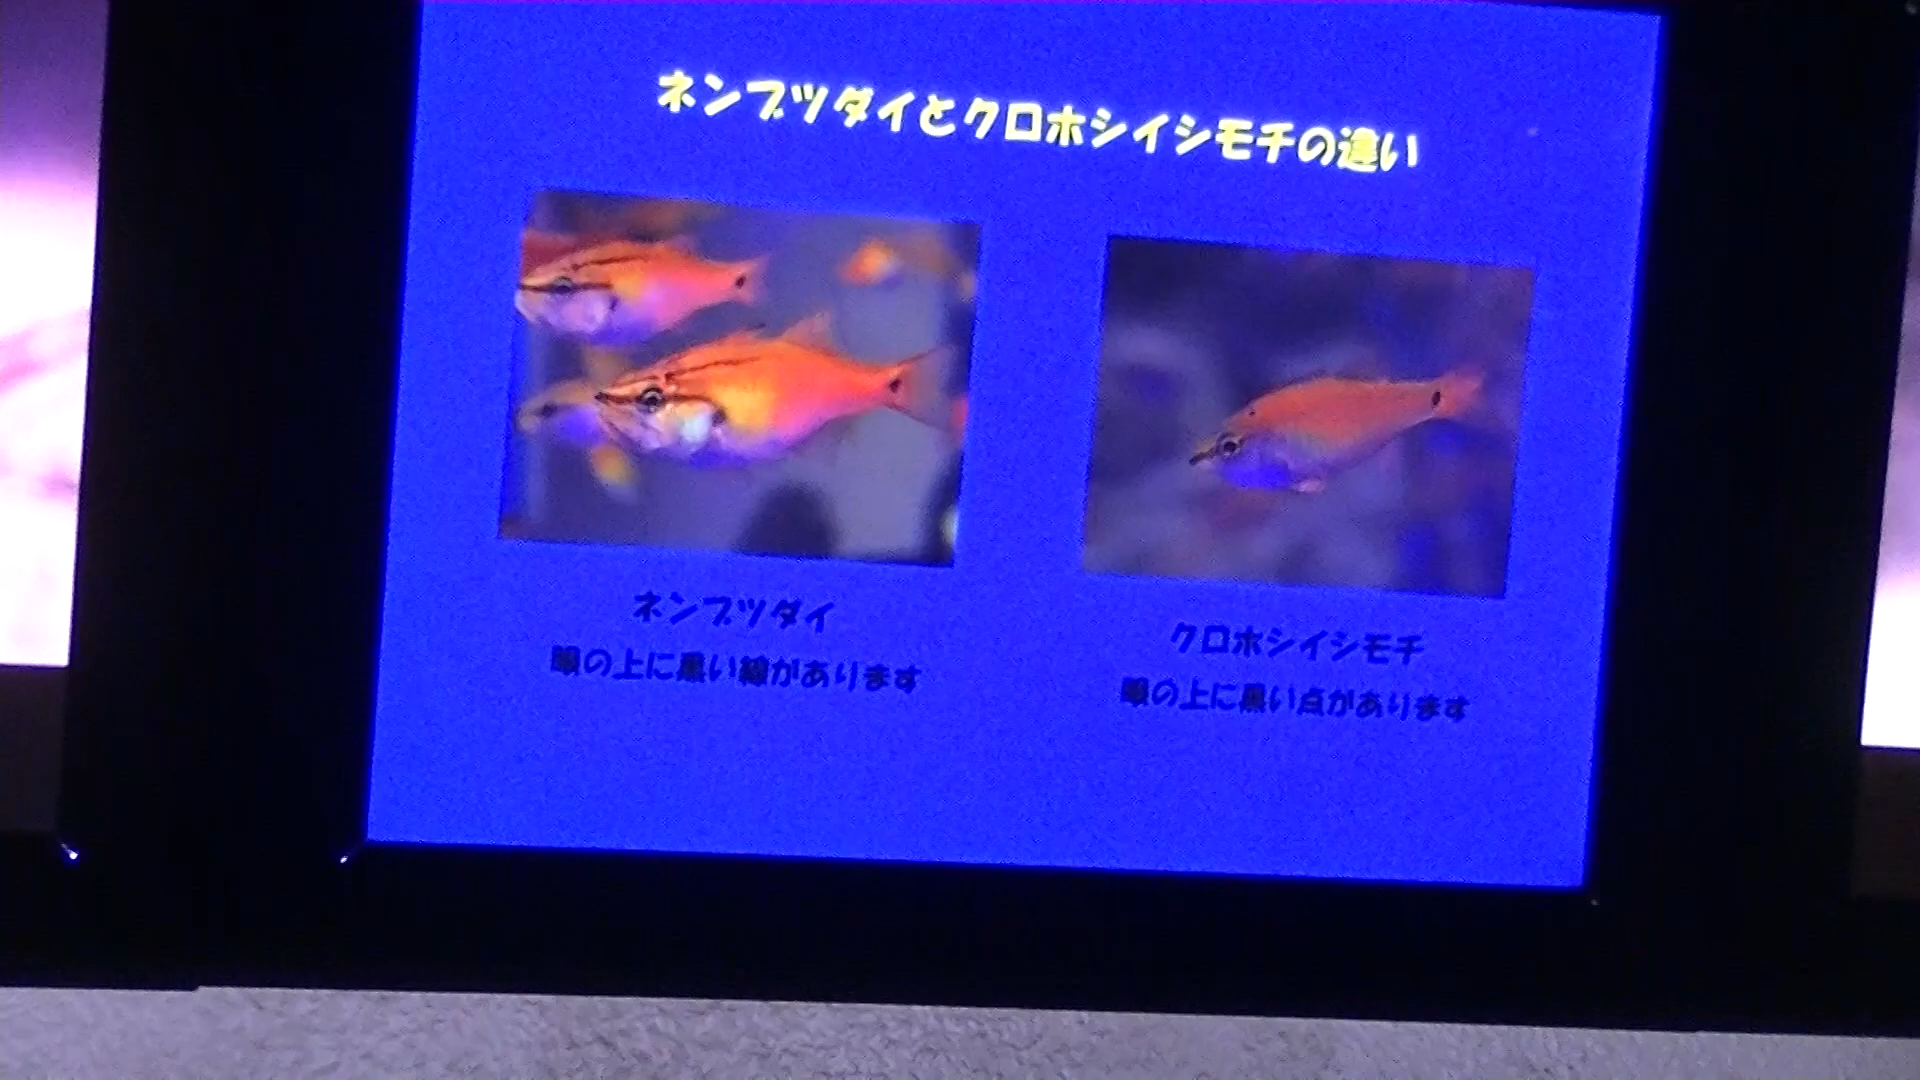 ネンブツダイとクロホシイシモチの違い
ネンブツダイ
眼の上に黒い線があります
クロホシイシモチ
眼の上に黒い点があります